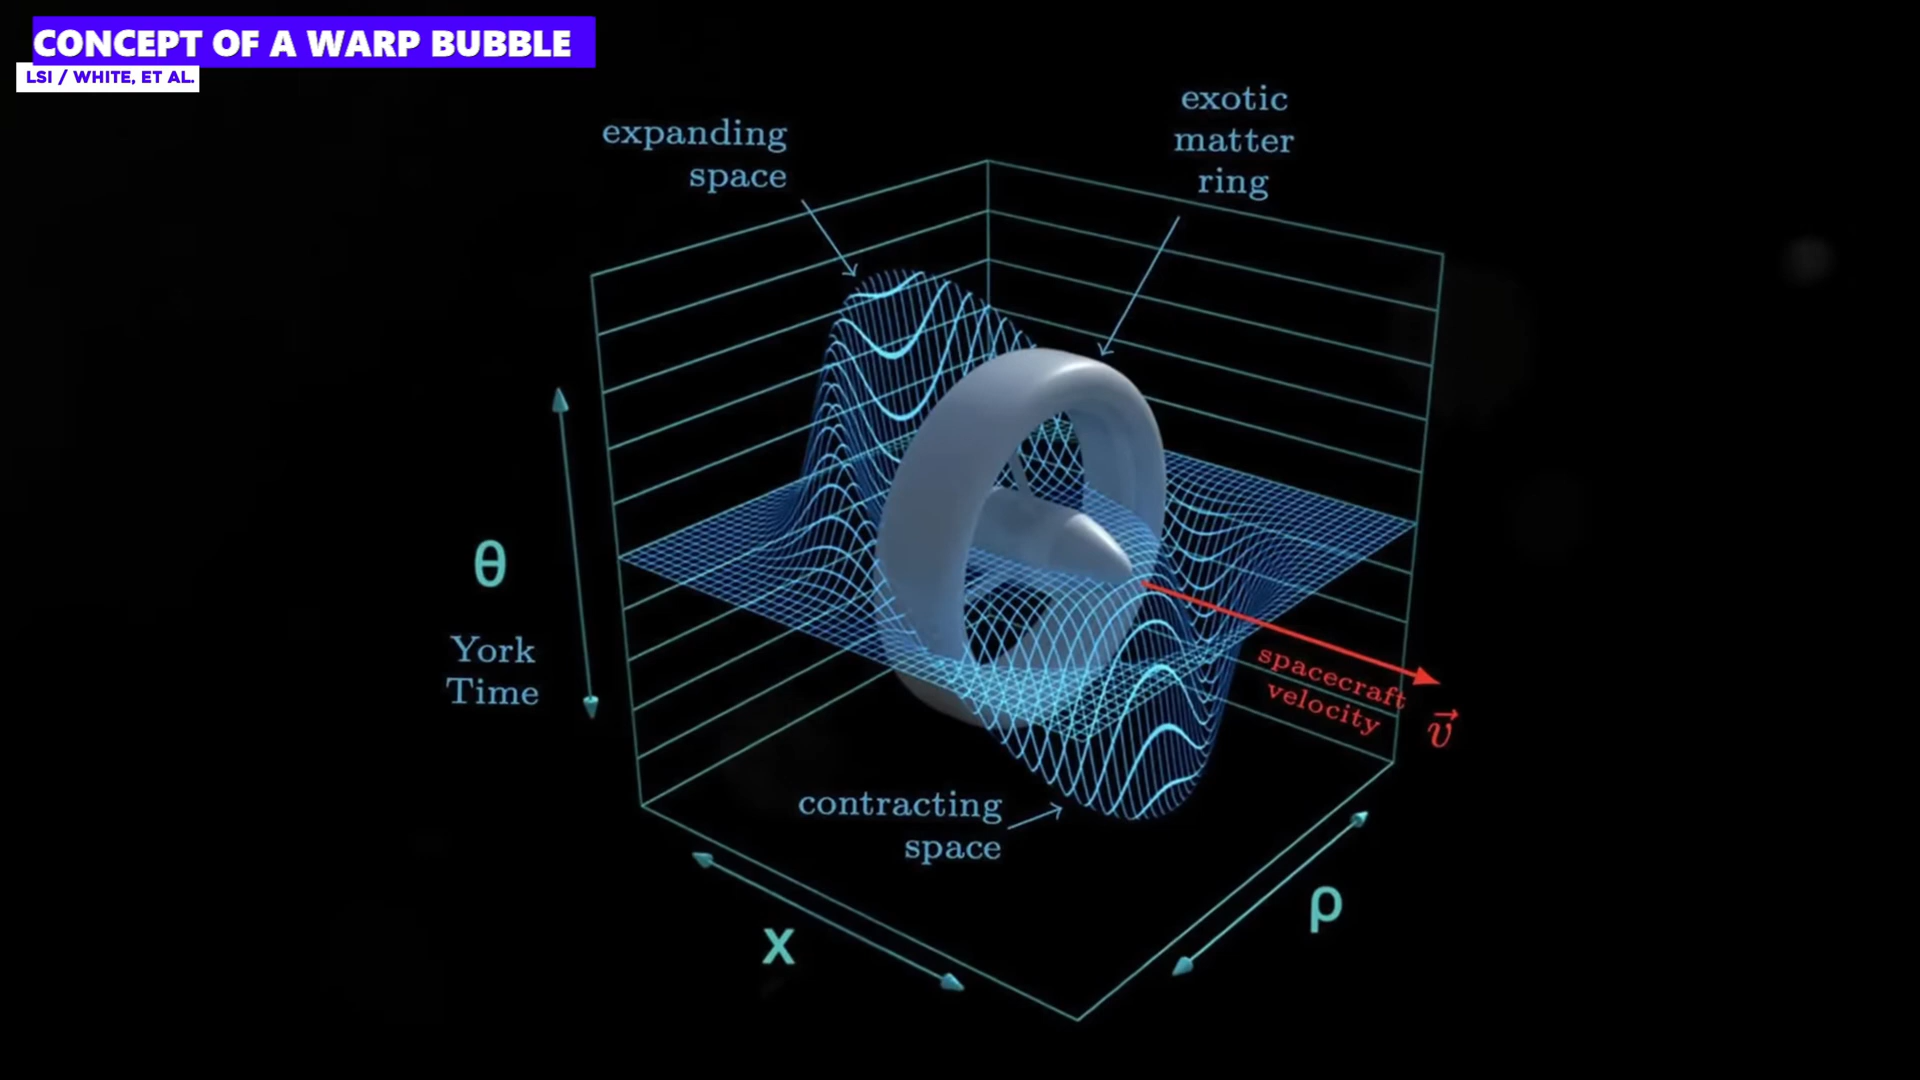 CONCEPT OF A WARP BUBBLE
LSI / WHITE, ET AL.
expanding
space
exotic
matter
ring
θ
York
Time
spacecraft
velocity
v⃗
contracting
space
x
ρ